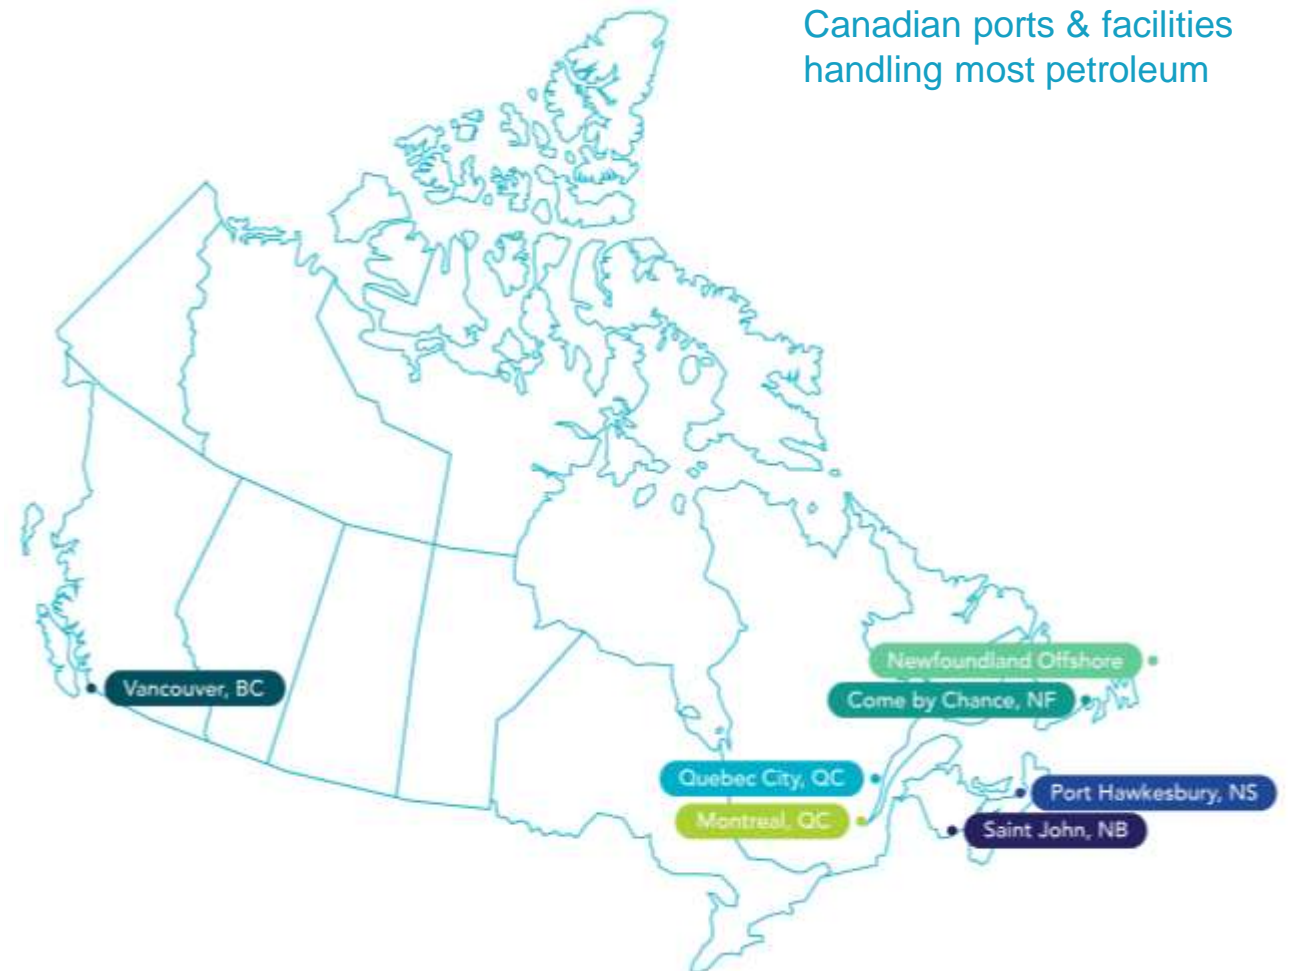 Canadian ports & facilities
handling most petroleum
Newfoundland Offshore
Vancouver, BC
Come by Chance, NF
Quebec City, QC
Port Hawkesbury, NS
Montreal, QC
Saint John, NB